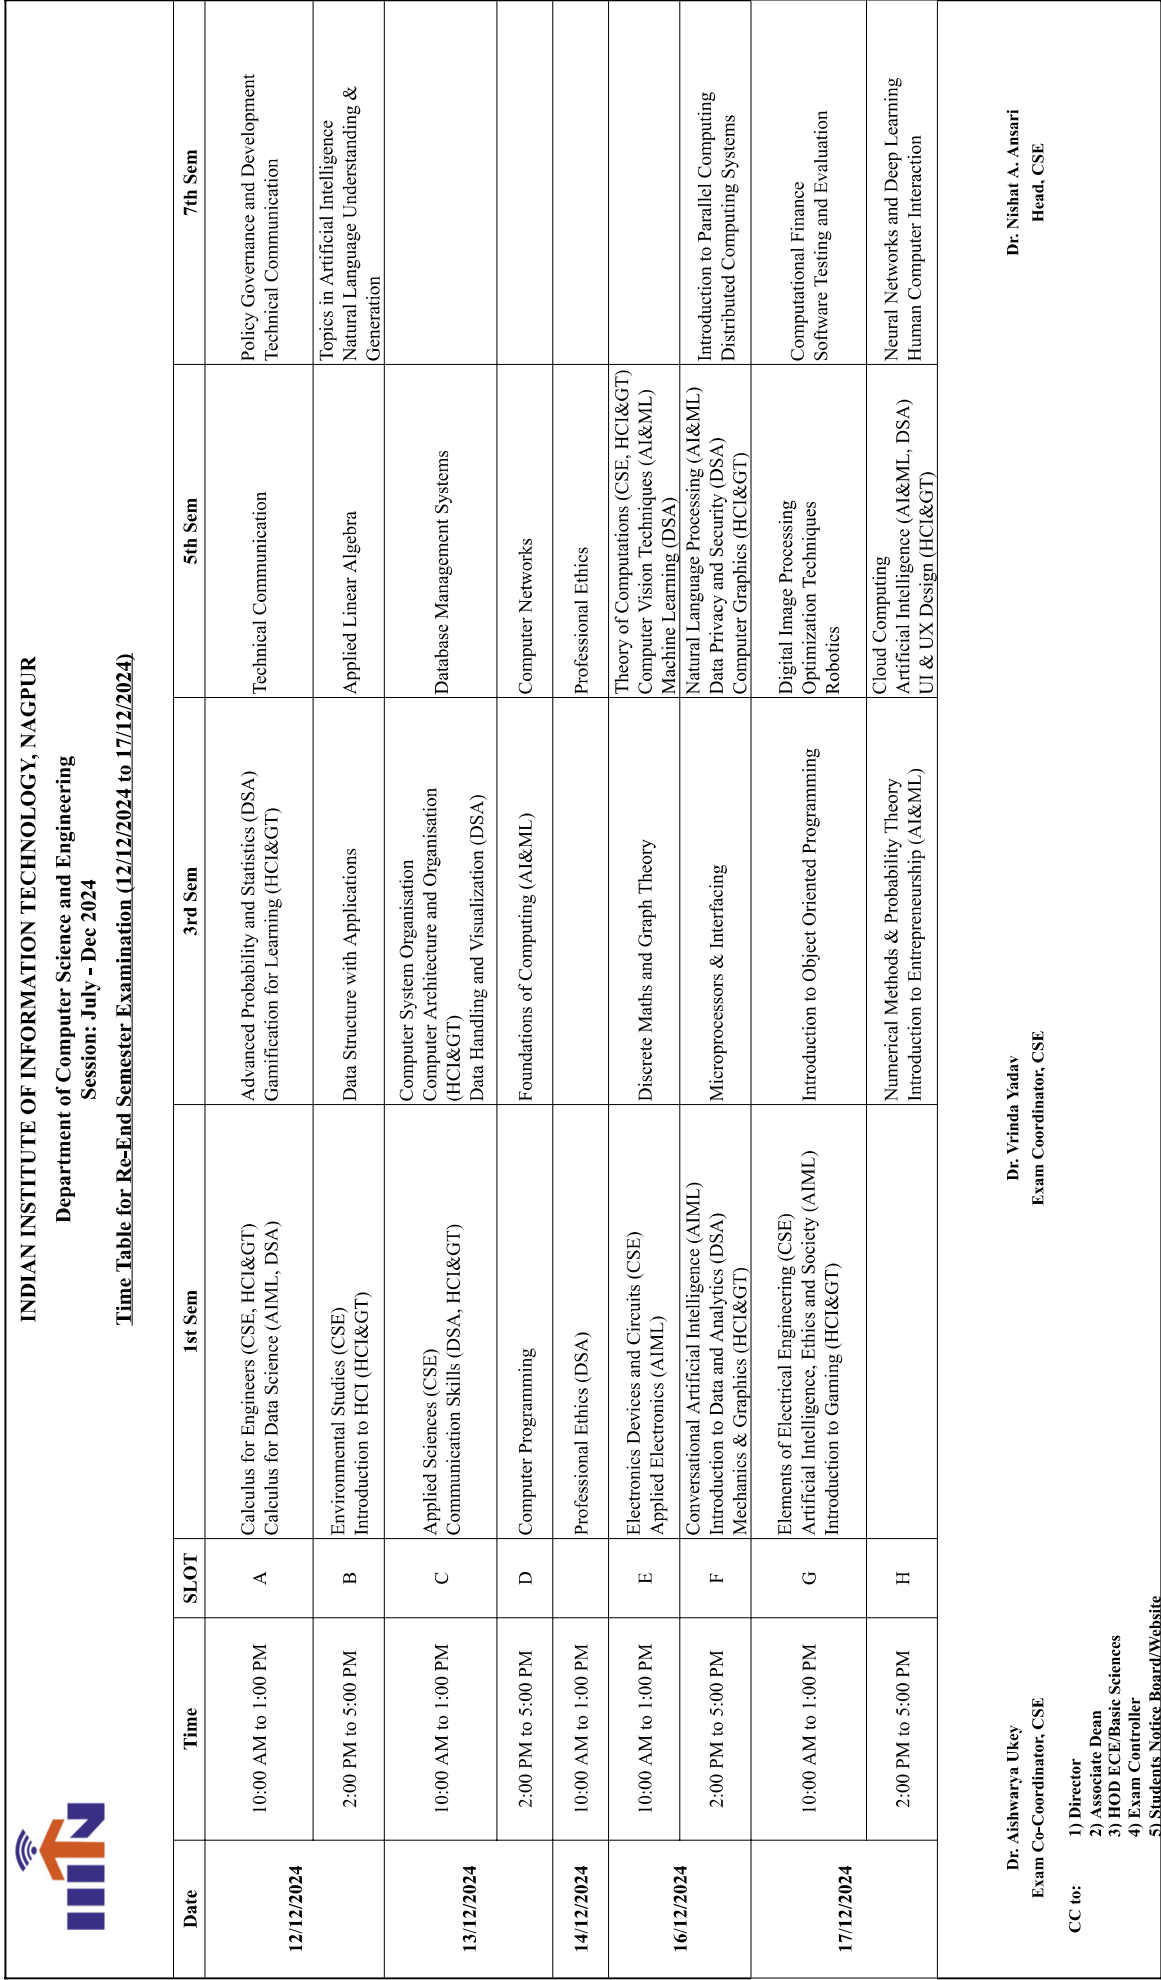 IIITN
INDIAN INSTITUTE OF INFORMATION TECHNOLOGY, NAGPUR
Department of Computer Science and Engineering
Session: July - Dec 2024
Time Table for Re-End Semester Examination (12/12/2024 to 17/12/2024)
Date
Time
SLOT
1st Sem
3rd Sem
5th Sem
7th Sem
12/12/2024
10:00 AM to 1:00 PM
A
Calculus for Engineers (CSE, HCI&GT)
Calculus for Data Science (AIML, DSA)
Advanced Probability and Statistics (DSA)
Gamification for Learning (HCI&GT)
Technical Communication
Policy Governance and Development
Technical Communication
2:00 PM to 5:00 PM
B
Environmental Studies (CSE)
Introduction to HCI (HCI&GT)
Data Structure with Applications
Applied Linear Algebra
Topics in Artificial Intelligence
Natural Language Understanding &
Generation
13/12/2024
10:00 AM to 1:00 PM
C
Applied Sciences (CSE)
Communication Skills (DSA, HCI&GT)
Computer System Organisation
Computer Architecture and Organisation
(HCI&GT)
Data Handling and Visualization (DSA)
Database Management Systems
2:00 PM to 5:00 PM
D
Computer Programming
Foundations of Computing (AI&ML)
Computer Networks
14/12/2024
10:00 AM to 1:00 PM
Professional Ethics (DSA)
Professional Ethics
16/12/2024
10:00 AM to 1:00 PM
E
Electronics Devices and Circuits (CSE)
Applied Electronics (AIML)
Discrete Maths and Graph Theory
Theory of Computations (CSE, HCI&GT)
Computer Vision Techniques (AI&ML)
Machine Learning (DSA)
2:00 PM to 5:00 PM
F
Conversational Artificial Intelligence (AIML)
Introduction to Data and Analytics (DSA)
Mechanics & Graphics (HCI&GT)
Microprocessors & Interfacing
Natural Language Processing (AI&ML)
Data Privacy and Security (DSA)
Computer Graphics (HCI&GT)
Introduction to Parallel Computing
Distributed Computing Systems
17/12/2024
10:00 AM to 1:00 PM
G
Elements of Electrical Engineering (CSE)
Artificial Intelligence, Ethics and Society (AIML)
Introduction to Gaming (HCI&GT)
Introduction to Object Oriented Programming
Digital Image Processing
Optimization Techniques
Robotics
Computational Finance
Software Testing and Evaluation
2:00 PM to 5:00 PM
H
Numerical Methods & Probability Theory
Introduction to Entrepreneurship (AI&ML)
Cloud Computing
Artificial Intelligence (AI&ML, DSA)
UI & UX Design (HCI&GT)
Neural Networks and Deep Learning
Human Computer Interaction
Dr. Aishwarya Ukey
Exam Co-Coordinator, CSE
Dr. Vrinda Yadav
Exam Coordinator, CSE
Dr. Nishat A. Ansari
Head, CSE
CC to:
1) Director
2) Associate Dean
3) HOD ECE/Basic Sciences
4) Exam Controller
5) Students Notice Board/Website